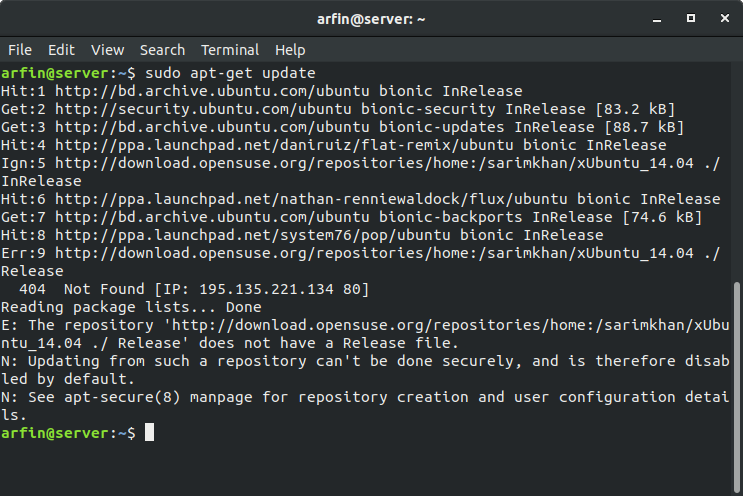 arfin@server: ~
File Edit View Search Terminal Help
arfin@server:~$ sudo apt-get update
Hit:1 http://bd.archive.ubuntu.com/ubuntu bionic InRelease
Get:2 http://security.ubuntu.com/ubuntu bionic-security InRelease [83.2 kB]
Get:3 http://bd.archive.ubuntu.com/ubuntu bionic-updates InRelease [88.7 kB]
Hit:4 http://ppa.launchpad.net/daniruiz/flat-remix/ubuntu bionic InRelease
Ign:5 http://download.opensuse.org/repositories/home:/sarimkhan/xUbuntu_14.04 ./
InRelease
Hit:6 http://ppa.launchpad.net/nathan-renniewaldock/flux/ubuntu bionic InRelease
Get:7 http://bd.archive.ubuntu.com/ubuntu bionic-backports InRelease [74.6 kB]
Hit:8 http://ppa.launchpad.net/system76/pop/ubuntu bionic InRelease
Err:9 http://download.opensuse.org/repositories/home:/sarimkhan/xUbuntu_14.04 ./
Release
  404  Not Found [IP: 195.135.221.134 80]
Reading package lists... Done
E: The repository 'http://download.opensuse.org/repositories/home:/sarimkhan/xUbu
ntu_14.04 ./ Release' does not have a Release file.
N: Updating from such a repository can't be done securely, and is therefore disab
led by default.
N: See apt-secure(8) manpage for repository creation and user configuration detai
ls.
arfin@server:~$